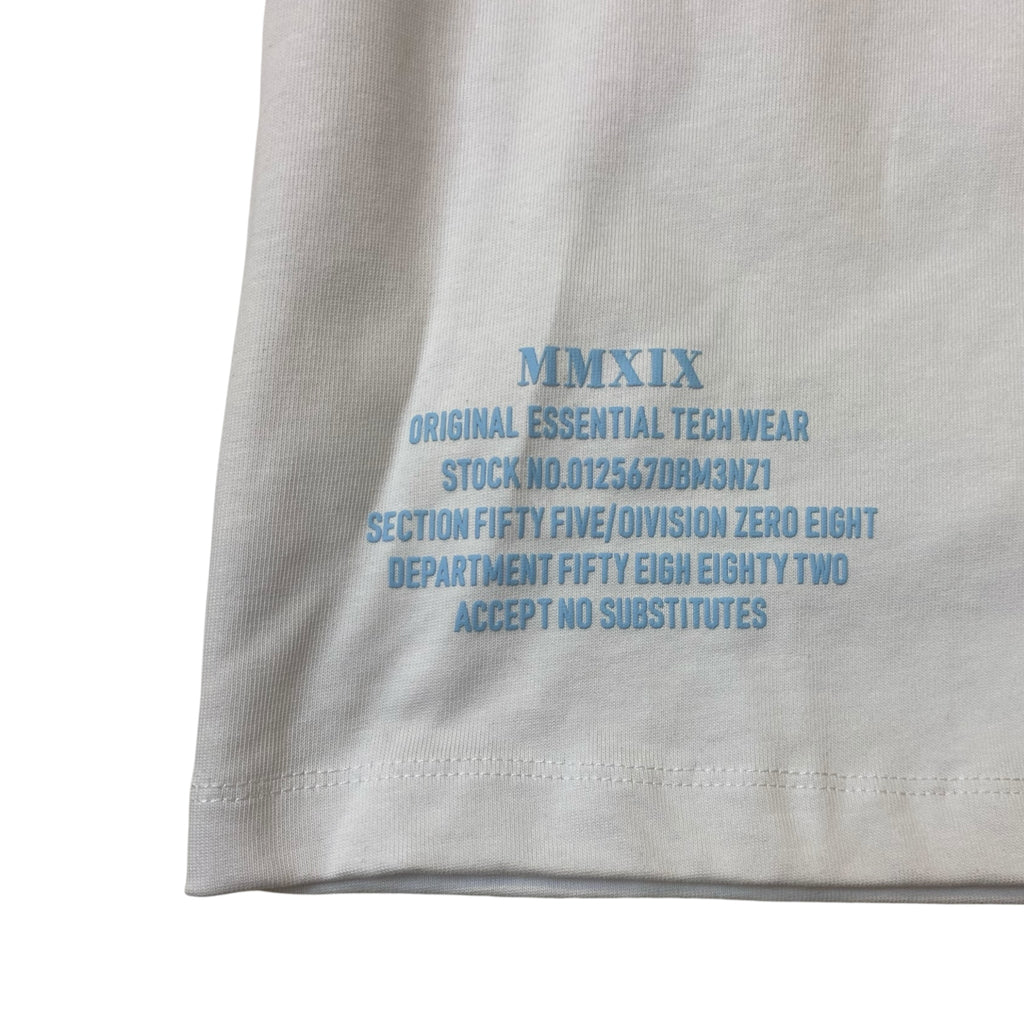 MMXIX
ORIGINAL ESSENTIAL TECH WEAR
STOCK NO.012567DBM3NZ1
SECTION FIFTY FIVE/DIVISION ZERO EIGHT
DEPARTMENT FIFTY EIGH EIGHTY TWO
ACCEPT NO SUBSTITUTES